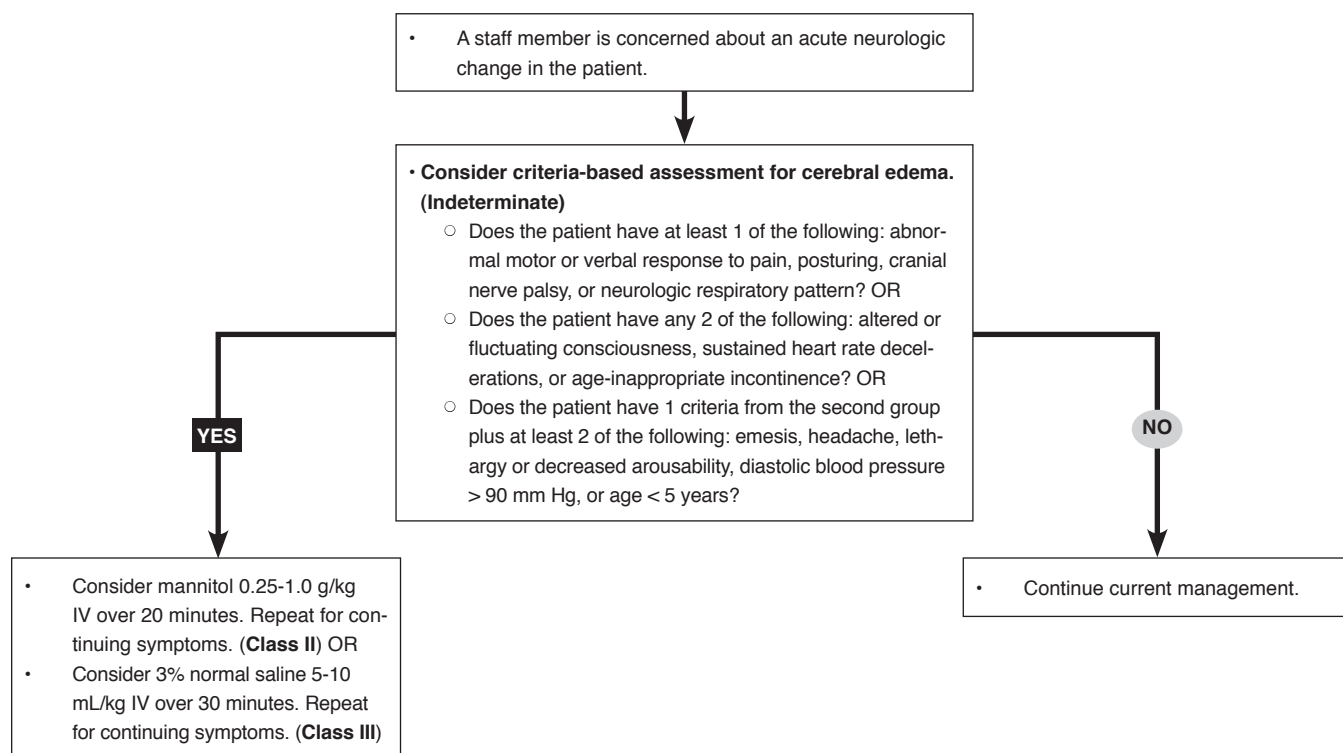 • A staff member is concerned about an acute neurologic
change in the patient.
• Consider criteria-based assessment for cerebral edema.
(Indeterminate)
○ Does the patient have at least 1 of the following: abnor-
mal motor or verbal response to pain, posturing, cranial
nerve palsy, or neurologic respiratory pattern? OR
○ Does the patient have any 2 of the following: altered or
fluctuating consciousness, sustained heart rate decel-
erations, or age-inappropriate incontinence? OR
○ Does the patient have 1 criteria from the second group
plus at least 2 of the following: emesis, headache, leth-
argy or decreased arousability, diastolic blood pressure
> 90 mm Hg, or age < 5 years?
YES
NO
• Consider mannitol 0.25-1.0 g/kg
IV over 20 minutes. Repeat for con-
tinuing symptoms. (Class II) OR
• Consider 3% normal saline 5-10
mL/kg IV over 30 minutes. Repeat
for continuing symptoms. (Class III)
• Continue current management.